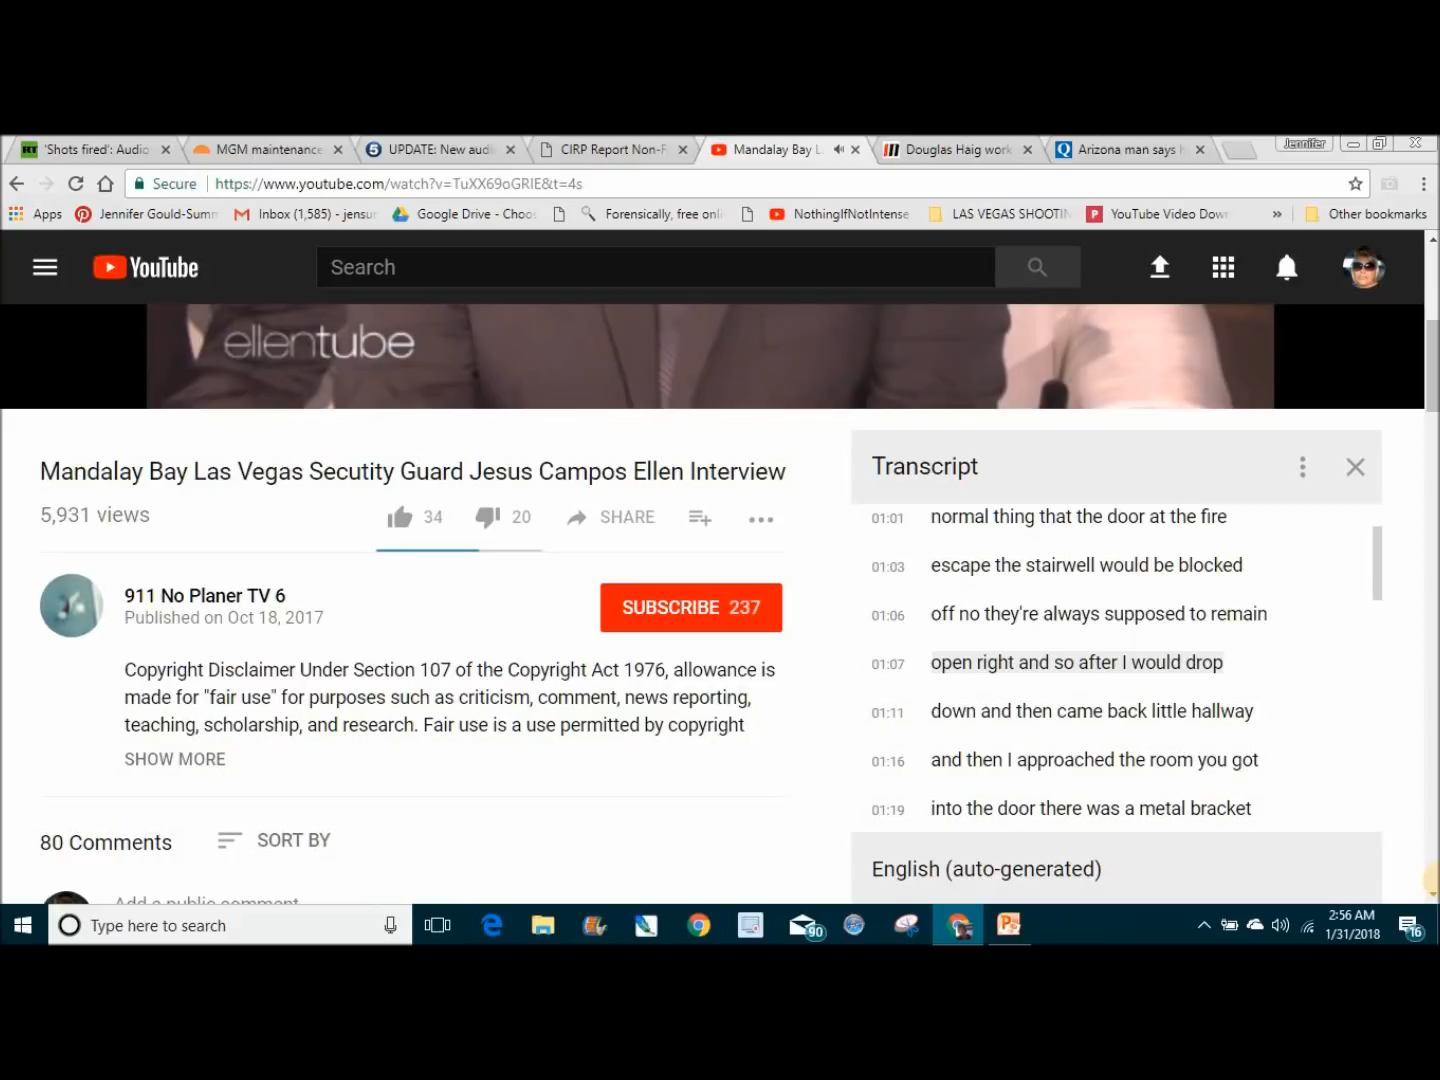 'Shots fired': Audio
MGM maintenance
UPDATE: New audi
CIRP Report Non-F
Mandalay Bay L
Douglas Haig work
Arizona man says
Jennifer
Secure
https://www.youtube.com/watch?v=TuXX69oGRIE&t=4s
Apps
Jennifer Gould-Summ
Inbox (1,585) - jensur
Google Drive - Choo
Forensically, free onli
NothingIfNotIntense
LAS VEGAS SHOOTIN
YouTube Video Dow
»
Other bookmarks
YouTube
Search
ellentube
Mandalay Bay Las Vegas Secutity Guard Jesus Campos Ellen Interview
5,931 views
34
20
SHARE
911 No Planer TV 6
Published on Oct 18, 2017
SUBSCRIBE 237
Copyright Disclaimer Under Section 107 of the Copyright Act 1976, allowance is
made for "fair use" for purposes such as criticism, comment, news reporting,
teaching, scholarship, and research. Fair use is a use permitted by copyright
SHOW MORE
80 Comments
SORT BY
Add a public comment
Transcript
01:01 normal thing that the door at the fire
01:03 escape the stairwell would be blocked
01:06 off no they're always supposed to remain
01:07 open right and so after I would drop
01:11 down and then came back little hallway
01:16 and then I approached the room you got
01:19 into the door there was a metal bracket
English (auto-generated)
Type here to search
90
2:56 AM
1/31/2018
16